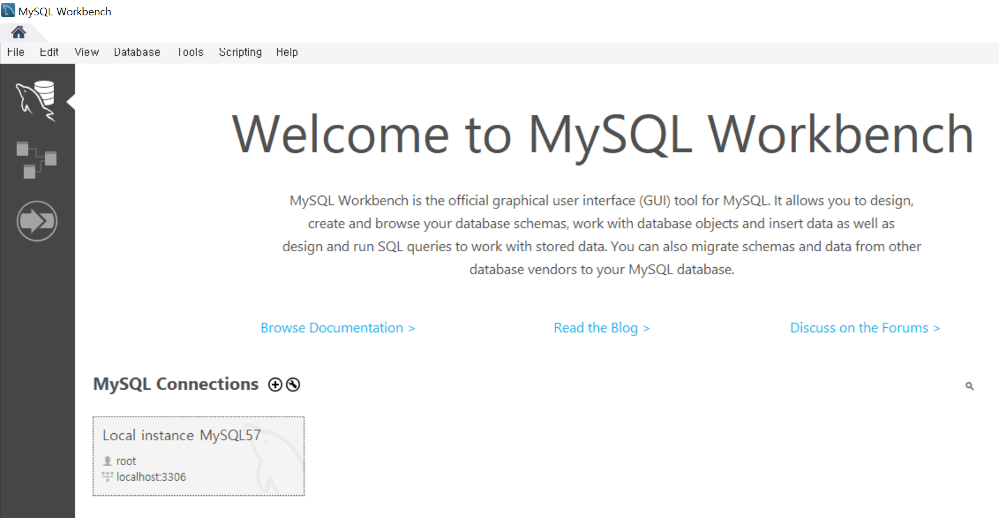 MySQL Workbench
File Edit View Database Tools Scripting Help
Welcome to MySQL Workbench
MySQL Workbench is the official graphical user interface (GUI) tool for MySQL. It allows you to design,
create and browse your database schemas, work with database objects and insert data as well as
design and run SQL queries to work with stored data. You can also migrate schemas and data from other
database vendors to your MySQL database.
Browse Documentation > Read the Blog > Discuss on the Forums >
MySQL Connections
Local instance MySQL57
root
localhost:3306